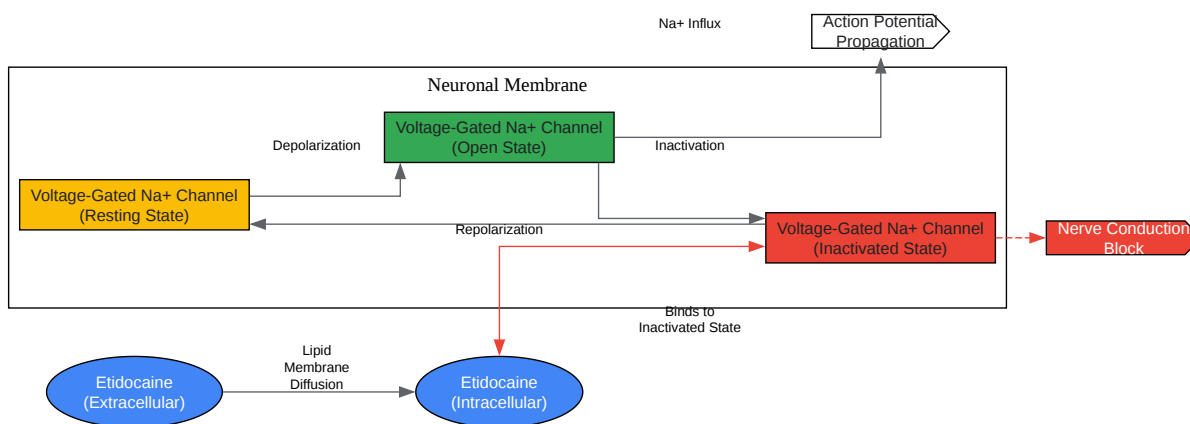 Na+ Influx
Action Potential
Propagation
Neuronal Membrane
Voltage-Gated Na+ Channel
(Open State)
Depolarization
Inactivation
Voltage-Gated Na+ Channel
(Resting State)
Repolarization
Voltage-Gated Na+ Channel
(Inactivated State)
Nerve Conduction
Block
Binds to
Inactivated State
Lipid
Membrane
Diffusion
Etidocaine
(Extracellular)
Etidocaine
(Intracellular)